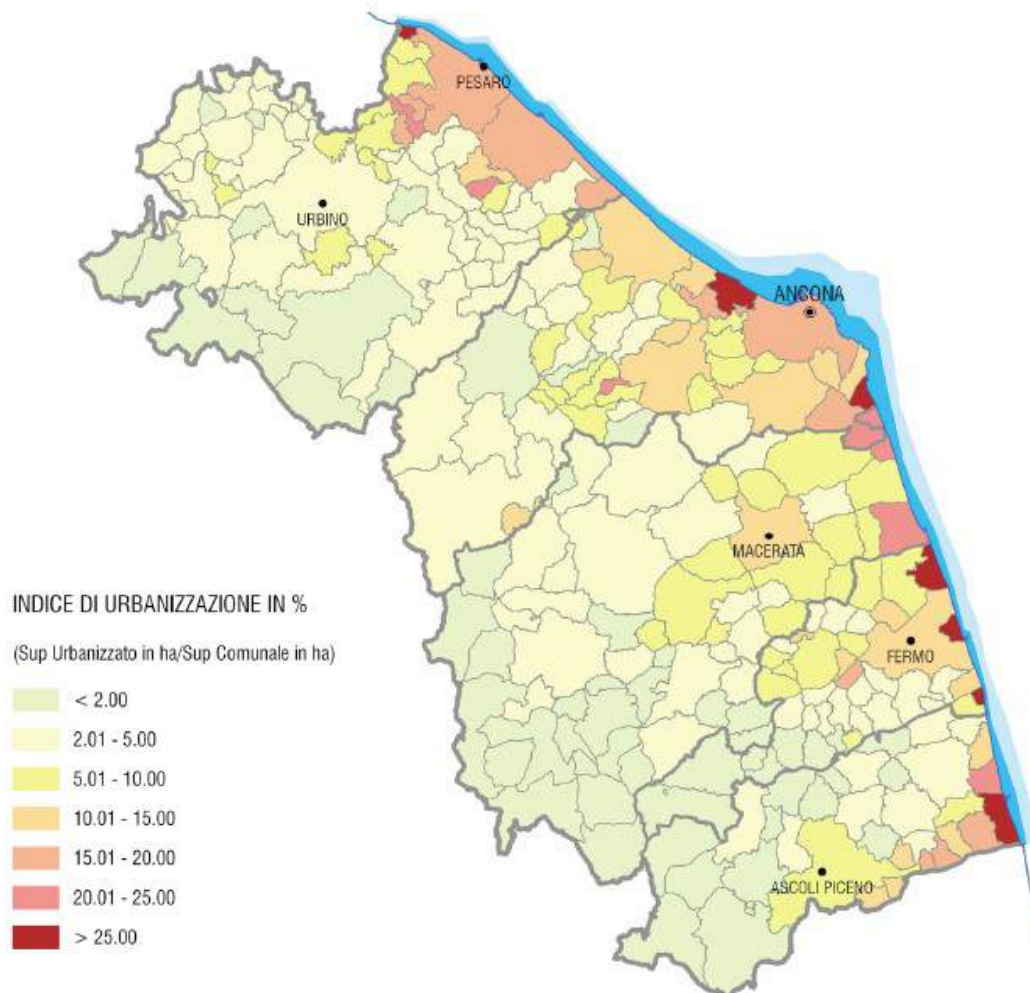 PESARO
URBINO
ANCONA
MACERATA
FERMO
ASCOLI PICENO
INDICE DI URBANIZZAZIONE IN %
(Sup Urbanizzato in ha/Sup Comunale in ha)
< 2.00
2.01 - 5.00
5.01 - 10.00
10.01 - 15.00
15.01 - 20.00
20.01 - 25.00
> 25.00